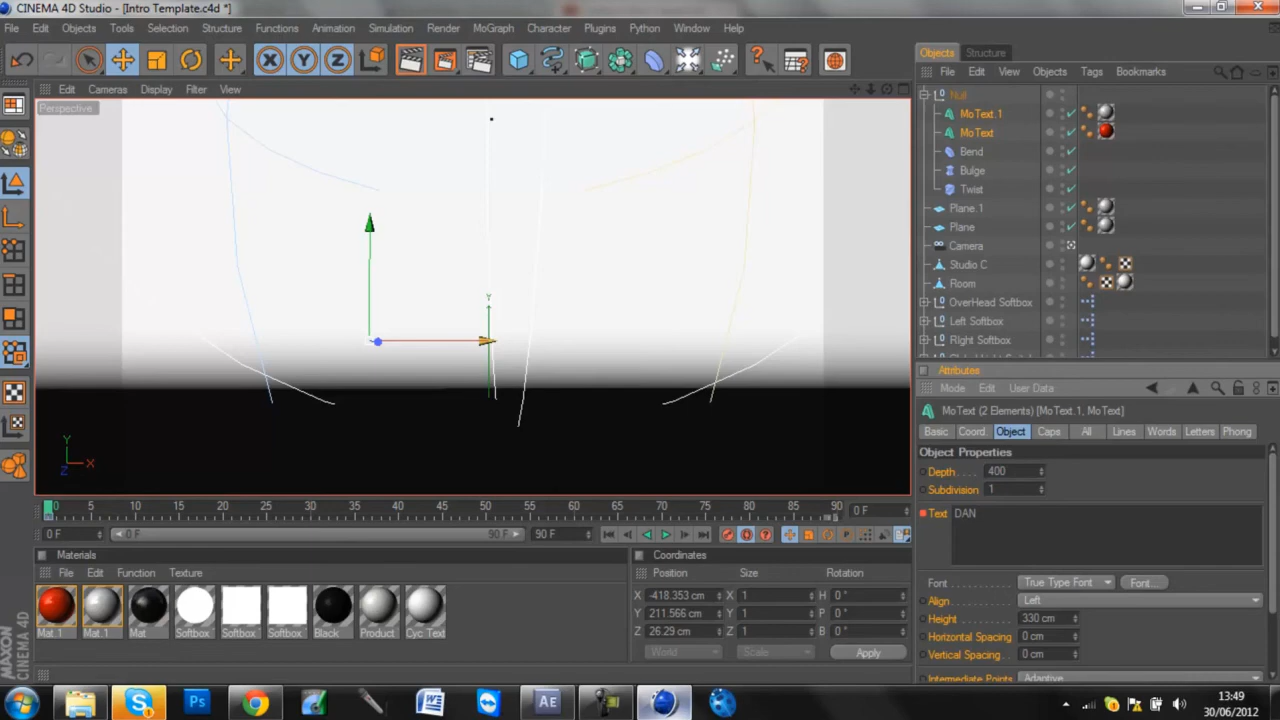 CINEMA 4D Studio - [Intro Template.c4d *]
File Edit Objects Tools Selection Structure Functions Animation Simulation Render MoGraph Character Plugins Python Window Help
X Y Z
Objects Structure
File Edit View Objects Tags Bookmarks
Edit Cameras Display Filter View
Perspective
Null
MoText.1
MoText
Bend
Bulge
Twist
Plane.1
Plane
Camera
Studio C
Room
OverHead Softbox
Left Softbox
RIght Softbox
Y
Y
Z X
Attributes
Mode Edit User Data
MoText (2 Elements) [MoText.1, MoText]
Basic Coord. Object Caps All Lines Words Letters Phong
Object Properties
Depth . . . . 400
Subdivision 1
Text DAN
Font True Type Font Font...
Align Left
Height 330 cm
Horizontal Spacing 0 cm
Vertical Spacing . . 0 cm
Intermediate Points Adaptive
0 5 10 15 20 25 30 35 40 45 50 55 60 65 70 75 80 85 90 0 F
0 F 0 F 90 F 90 F
Materials
File Edit Function Texture
Mat.1 Mat.1 Mat Softbox Softbox Softbox Black Product Cyc Text
Coordinates
Position Size Rotation
X -418.353 cm X 1 H 0 °
Y 211.566 cm Y 1 P 0 °
Z 26.29 cm Z 1 B 0 °
World Scale Apply
MAXON
CINEMA 4D
Ps
W
AE
13:49
30/06/2012